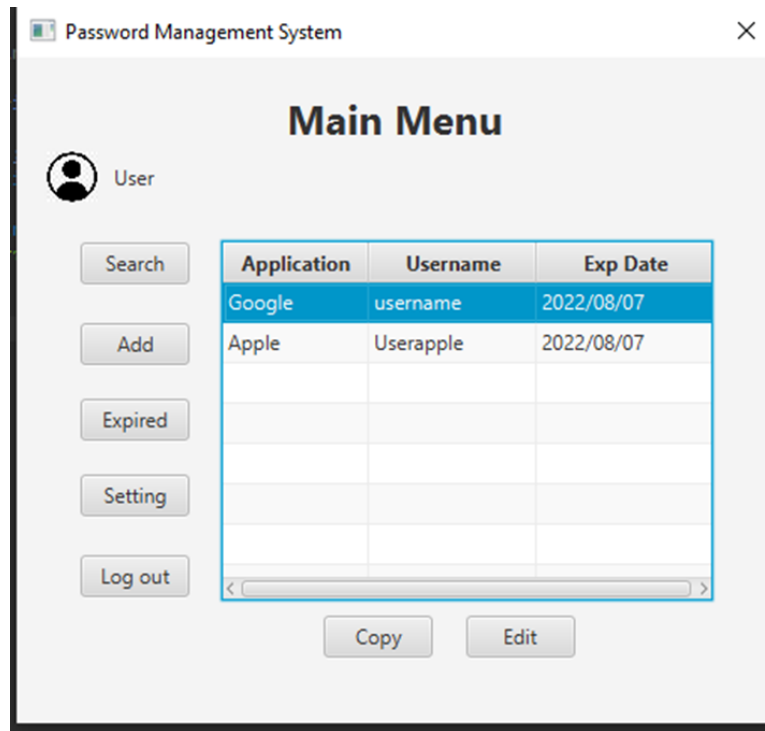 Password Management System
Main Menu
User
Search
Application Username Exp Date
Google username 2022/08/07
Add
Apple Userapple 2022/08/07
Expired
Setting
Log out
Copy Edit